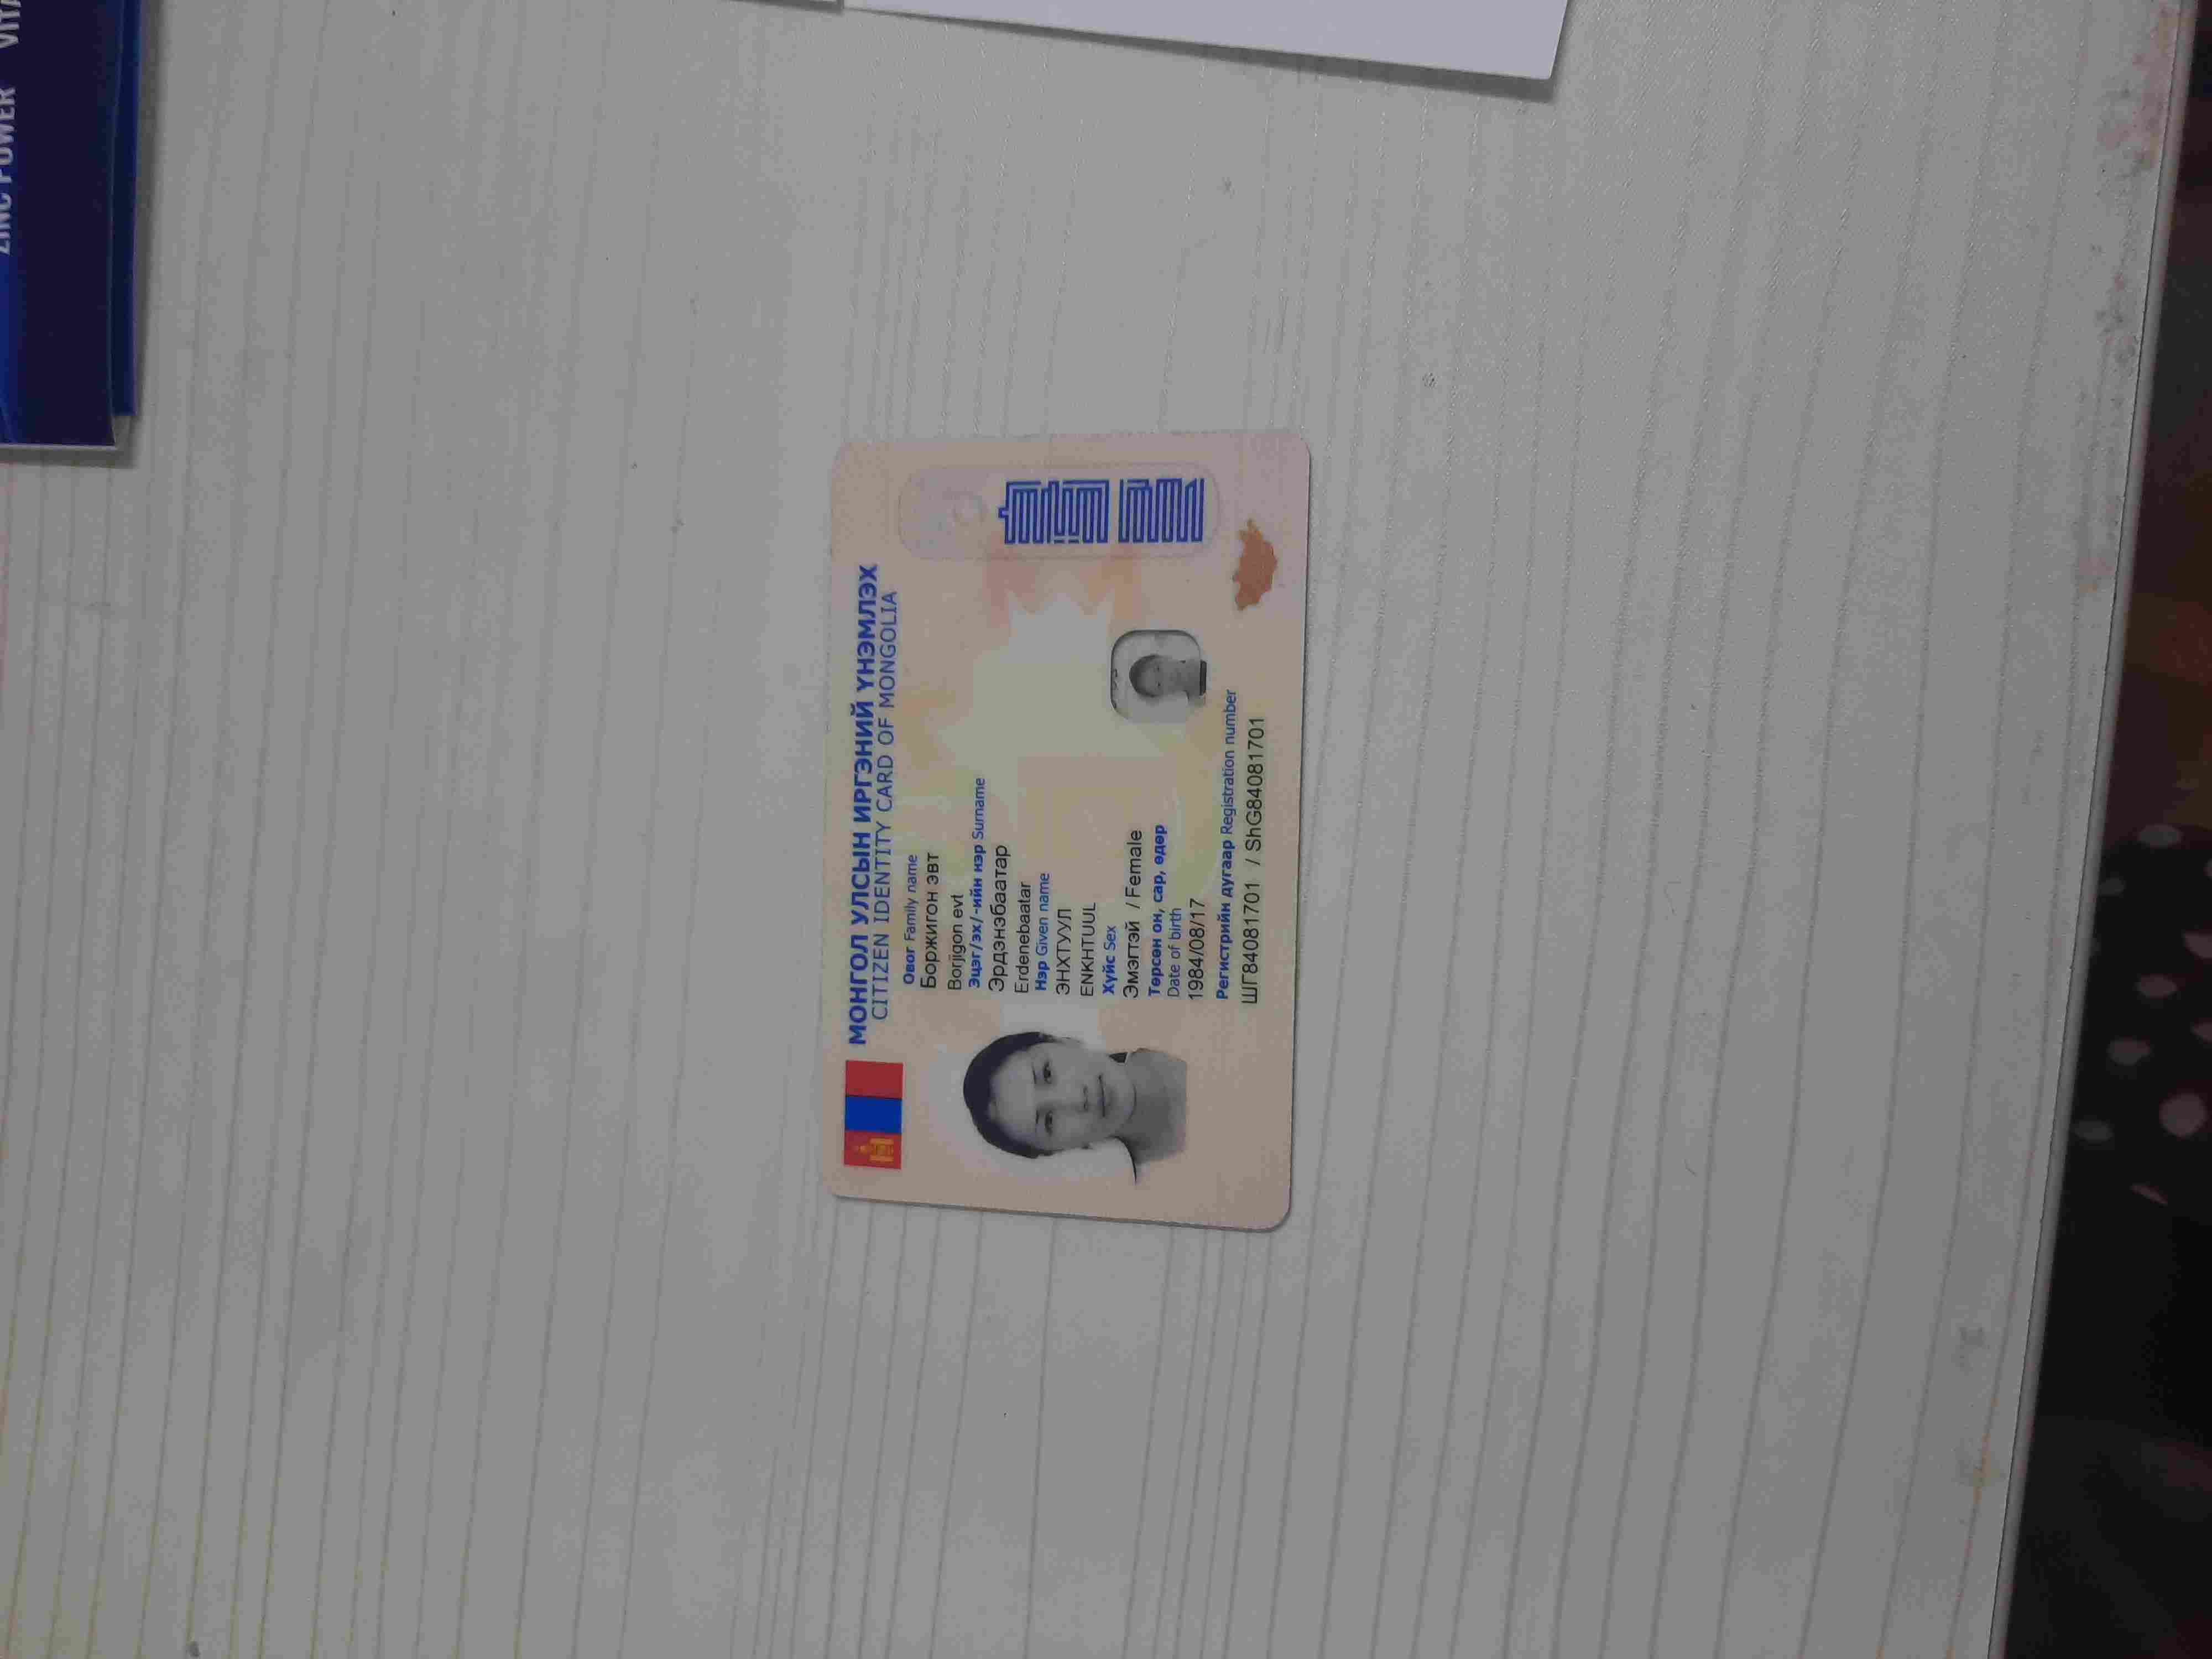 ZINC POWER
МОНГОЛ УЛСЫН ИРГЭНИЙ ҮНЭМЛЭХ
CITIZEN IDENTITY CARD OF MONGOLIA
Овог Family name
Боржигон эвт
Borjigon evt
Эцэг/эх/-ийн нэр Surname
Эрдэнэбаатар
Erdenebaatar
Нэр Given name
ЭНХТУУЛ
ENKHTUUL
Хүйс Sex
Эмэгтэй / Female
Төрсөн он, сар, өдөр
Date of birth
1984/08/17
Регистрийн дугаар Registration number
ШГ84081701 / ShG84081701